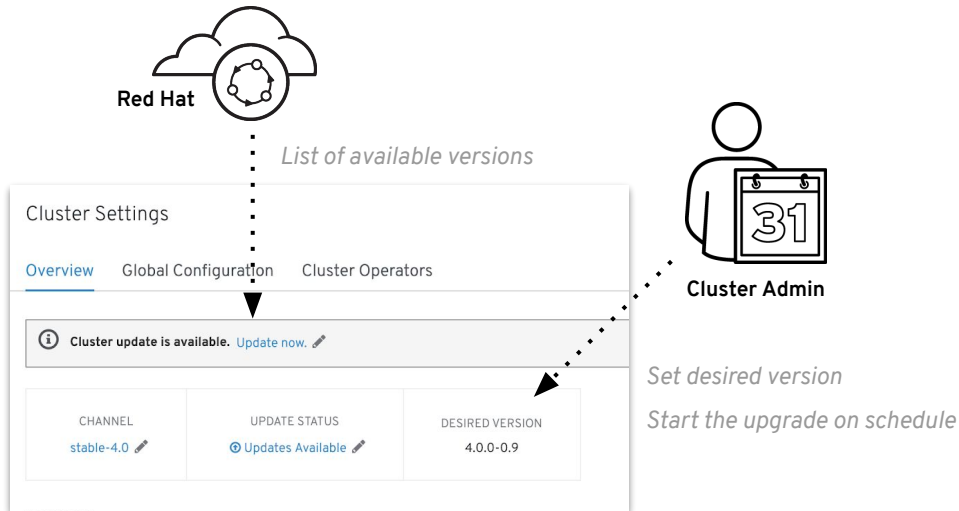 Red Hat
List of available versions
Cluster Settings
Overview Global Configuration Cluster Operators
Cluster update is available. Update now.
CHANNEL UPDATE STATUS DESIRED VERSION
stable-4.0 Updates Available 4.0.0-0.9
31
Cluster Admin
Set desired version
Start the upgrade on schedule